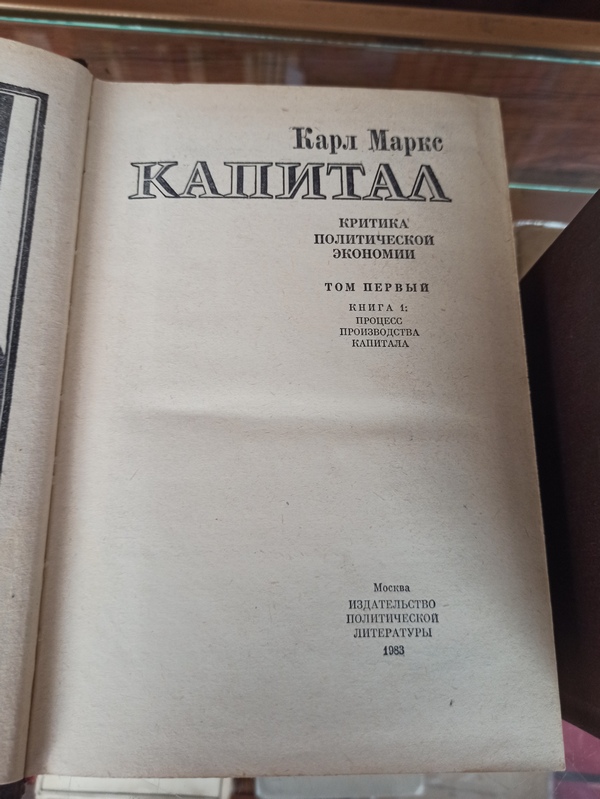 Карл Маркс
КАПИТАЛ
КРИТИКА
ПОЛИТИЧЕСКОЙ
ЭКОНОМИИ
ТОМ ПЕРВЫЙ
КНИГА 1:
ПРОЦЕСС
ПРОИЗВОДСТВА
КАПИТАЛА
Москва
ИЗДАТЕЛЬСТВО
ПОЛИТИЧЕСКОЙ
ЛИТЕРАТУРЫ
1983